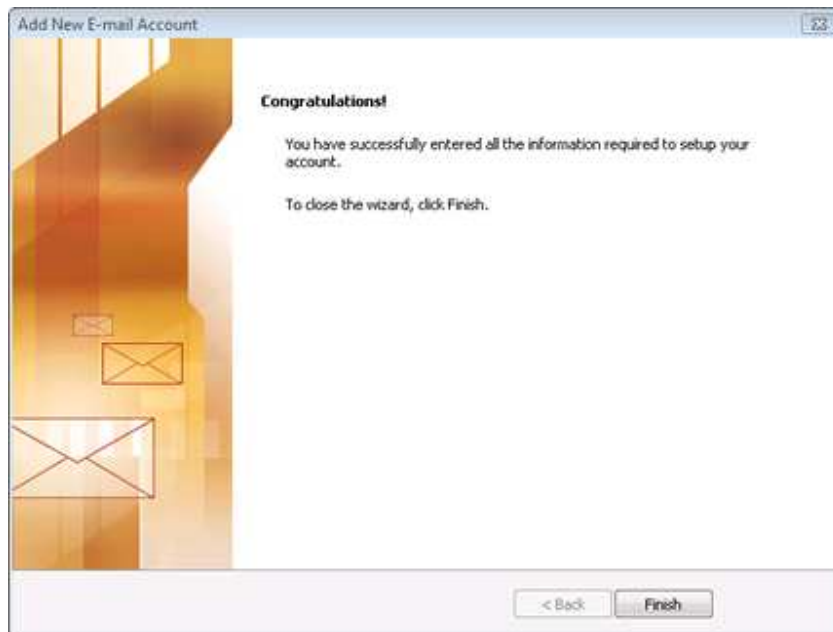 Add New E-mail Account
Congratulations!
You have successfully entered all the information required to setup your
account.
To close the wizard, click Finish.
< Back
Finish